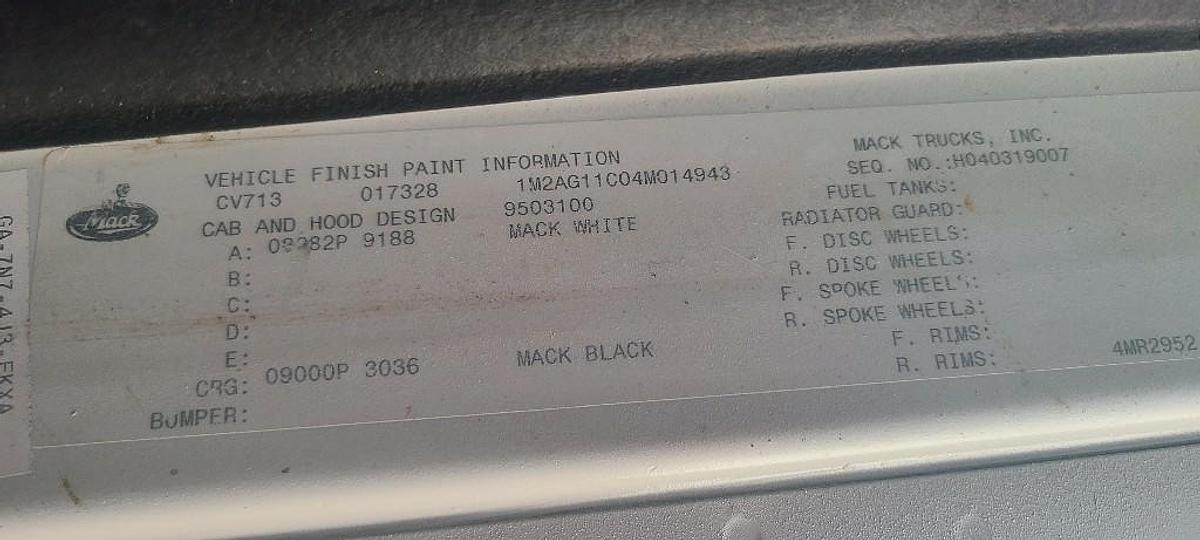 Mack
VEHICLE FINISH PAINT INFORMATION
CV713 017328 1M2AG11C04M014943
CAB AND HOOD DESIGN 9503100
A: 9188 MACK WHITE
B:
C:
D:
E:
CRG: 09000P 3036 MACK BLACK
BUMPER:
MACK TRUCKS, INC.
SEQ. NO.:H040319007
FUEL TANKS:
RADIATOR GUARD:
F. DISC WHEELS:
R. DISC WHEELS:
F. SPOKE WHEELS:
R. SPOKE WHEELS:
F. RIMS:
R. RIMS:
4MR2952